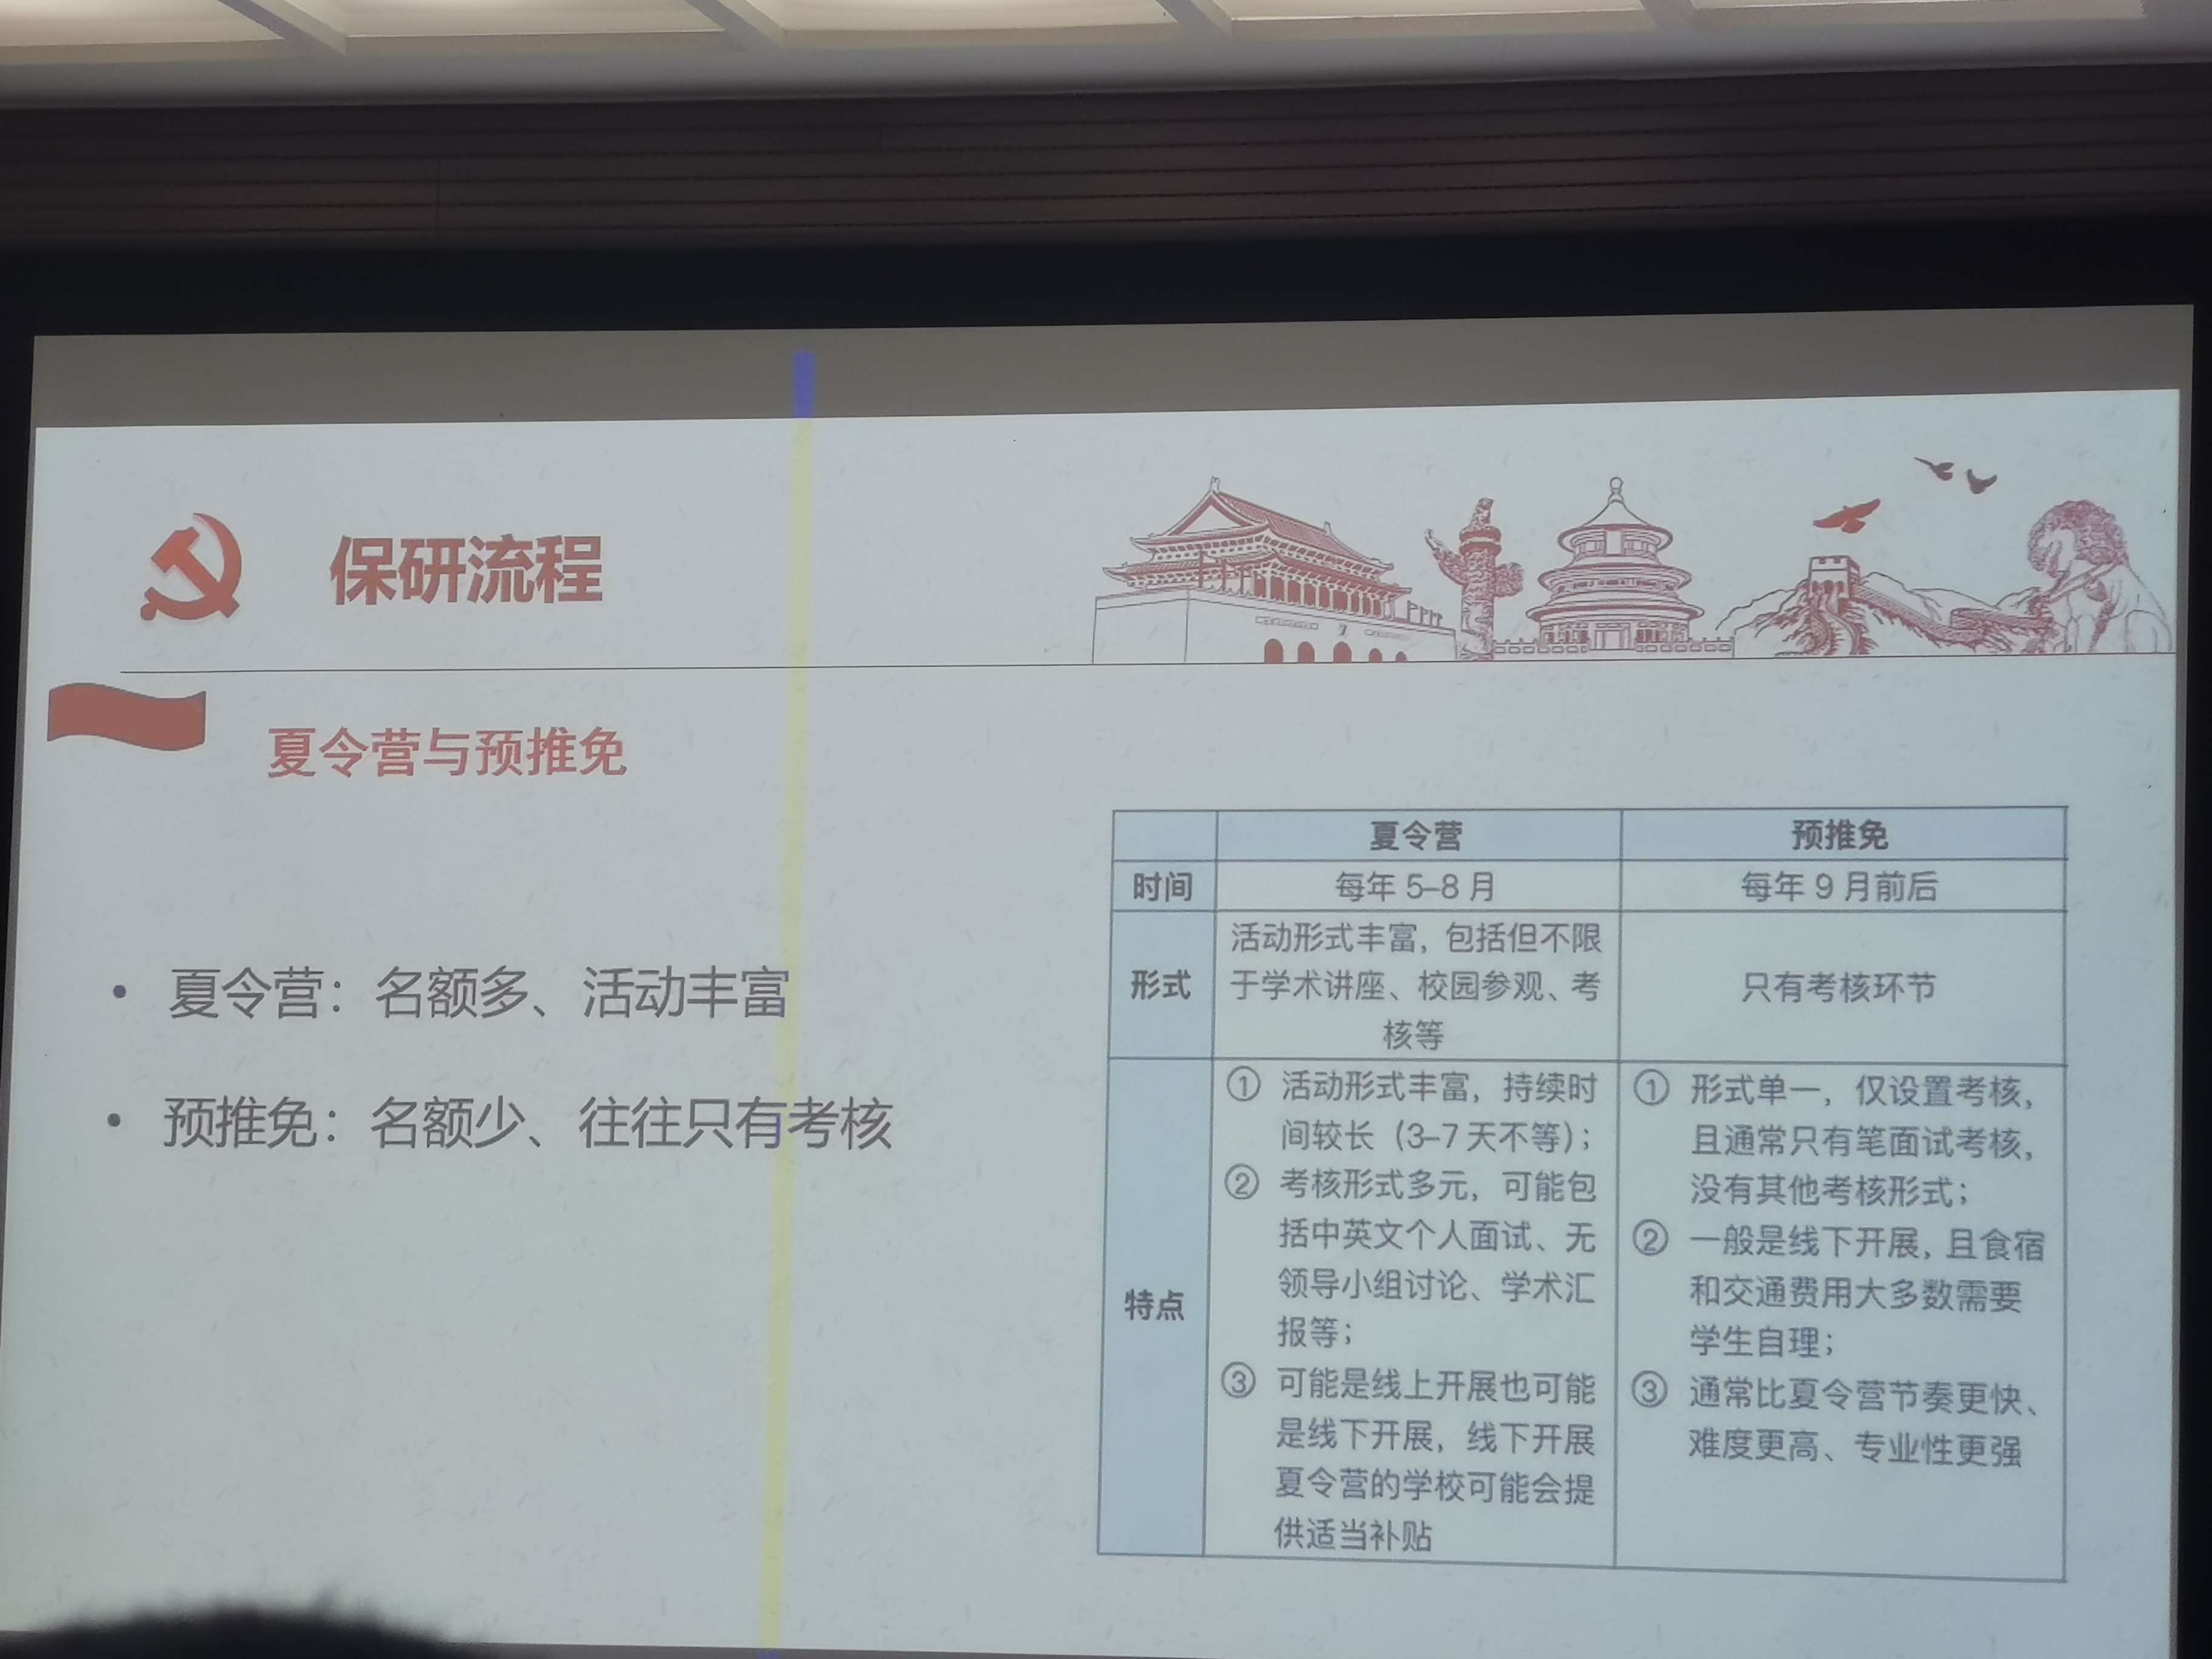 保研流程
夏令营与预推免
• 夏令营：名额多、活动丰富
• 预推免：名额少、往往只有考核
夏令营 预推免
时间 每年 5–8 月 每年 9 月前后
形式
活动形式丰富，包括但不限
于学术讲座、校园参观、考
核等
只有考核环节
特点
① 活动形式丰富，持续时
间较长（3–7 天不等）；
② 考核形式多元，可能包
括中英文个人面试、无
领导小组讨论、学术汇
报等；
③ 可能是线上开展也可能
是线下开展，线下开展
夏令营的学校可能会提
供适当补贴
① 形式单一，仅设置考核，
且通常只有笔面试考核，
没有其他考核形式；
② 一般是线下开展，且食宿
和交通费用大多数需要
学生自理；
③ 通常比夏令营节奏更快、
难度更高、专业性更强